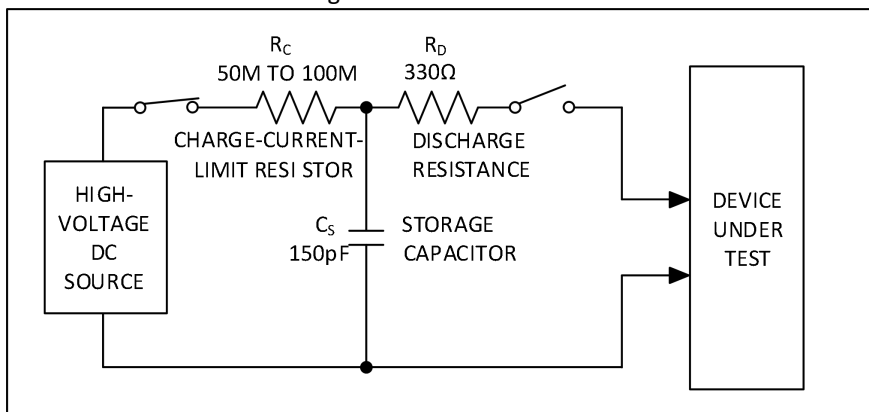 R_C
50M TO 100M
CHARGE-CURRENT-
LIMIT RESI STOR
R_D
330Ω
DISCHARGE
RESISTANCE
HIGH-
VOLTAGE
DC
SOURCE
C_S
150pF
STORAGE
CAPACITOR
DEVICE
UNDER
TEST